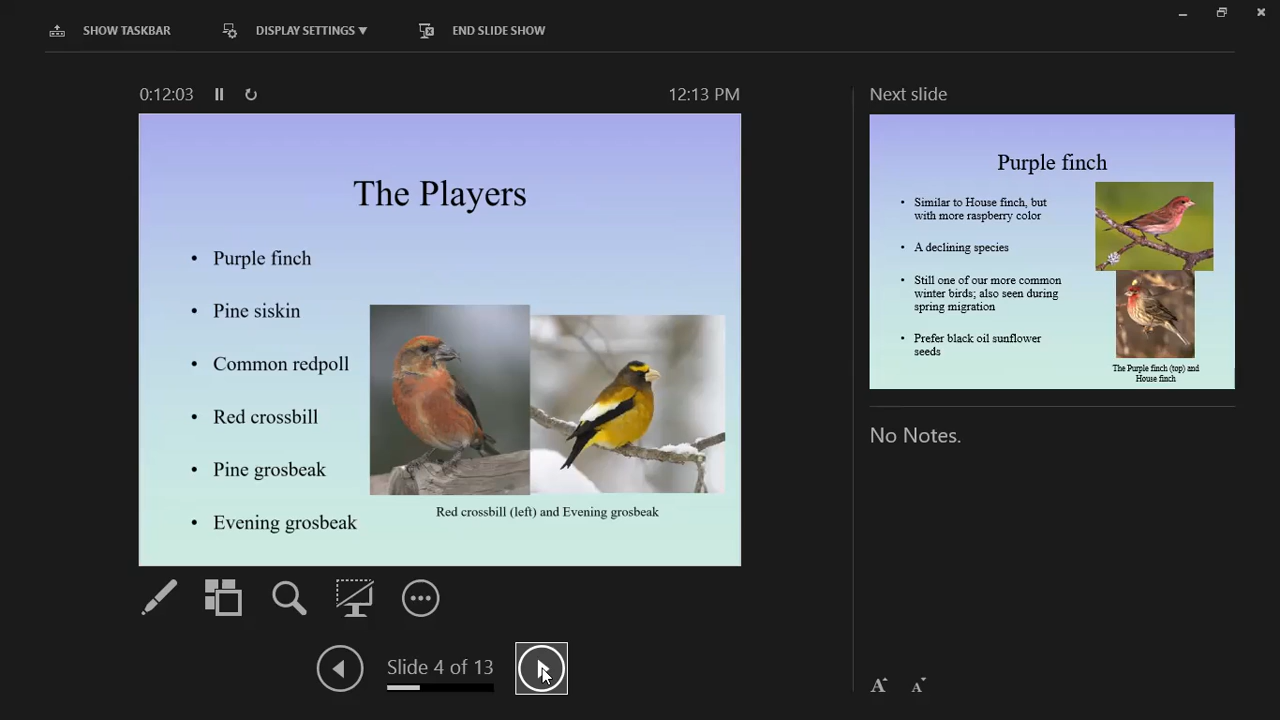 SHOW TASKBAR
DISPLAY SETTINGS ▼
END SLIDE SHOW
0:12:03
12:13 PM
The Players
• Purple finch
• Pine siskin
• Common redpoll
• Red crossbill
• Pine grosbeak
• Evening grosbeak
Red crossbill (left) and Evening grosbeak
Slide 4 of 13
Next slide
Purple finch
• Similar to House finch, but
with more raspberry color
• A declining species
• Still one of our more common
winter birds; also seen during
spring migration
• Prefer black oil sunflower
seeds
The Purple finch (top) and
House finch
No Notes.
A A